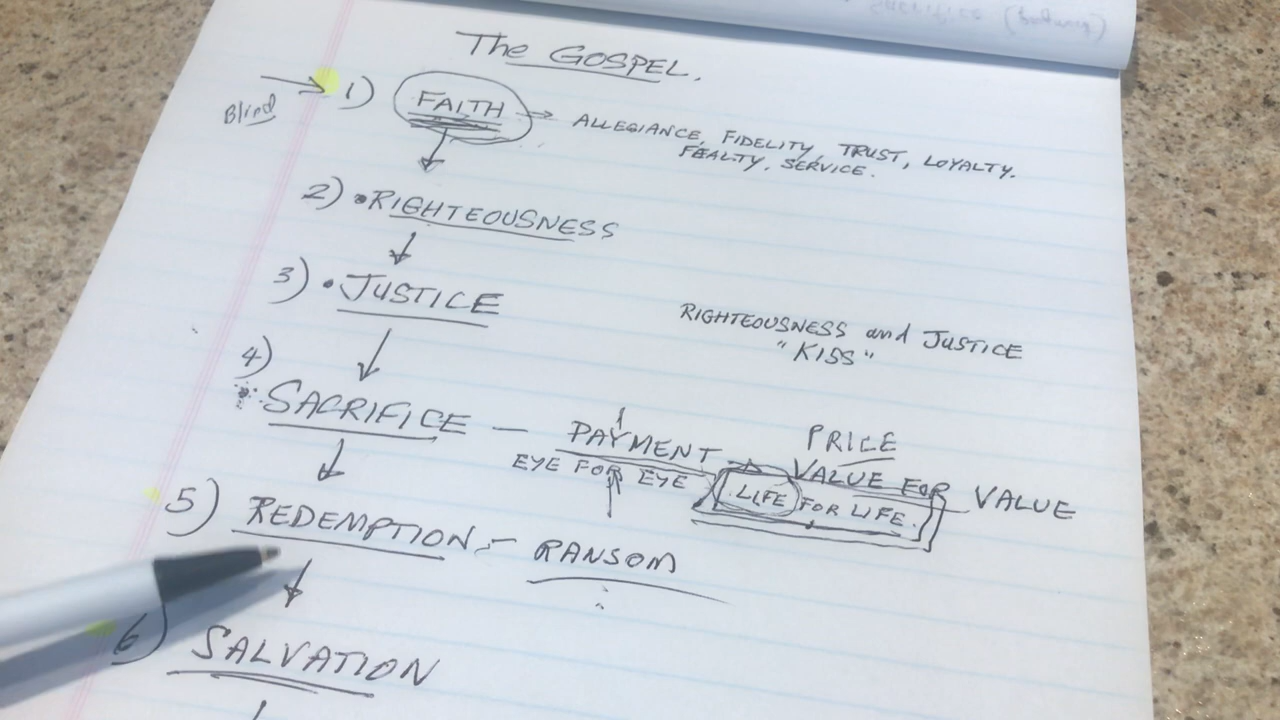 The GOSPEL.
Blind → 1) FAITH → ALLEGIANCE, FIDELITY, TRUST, LOYALTY.
FEALTY, SERVICE.
2) • RIGHTEOUSNESS
3) • JUSTICE
RIGHTEOUSNESS and JUSTICE
"KISS"
4)
SACRIFICE — PAYMENT → PRICE
EYE FOR EYE
VALUE FOR VALUE
LIFE FOR LIFE.
5) REDEMPTION — RANSOM
6) SALVATION